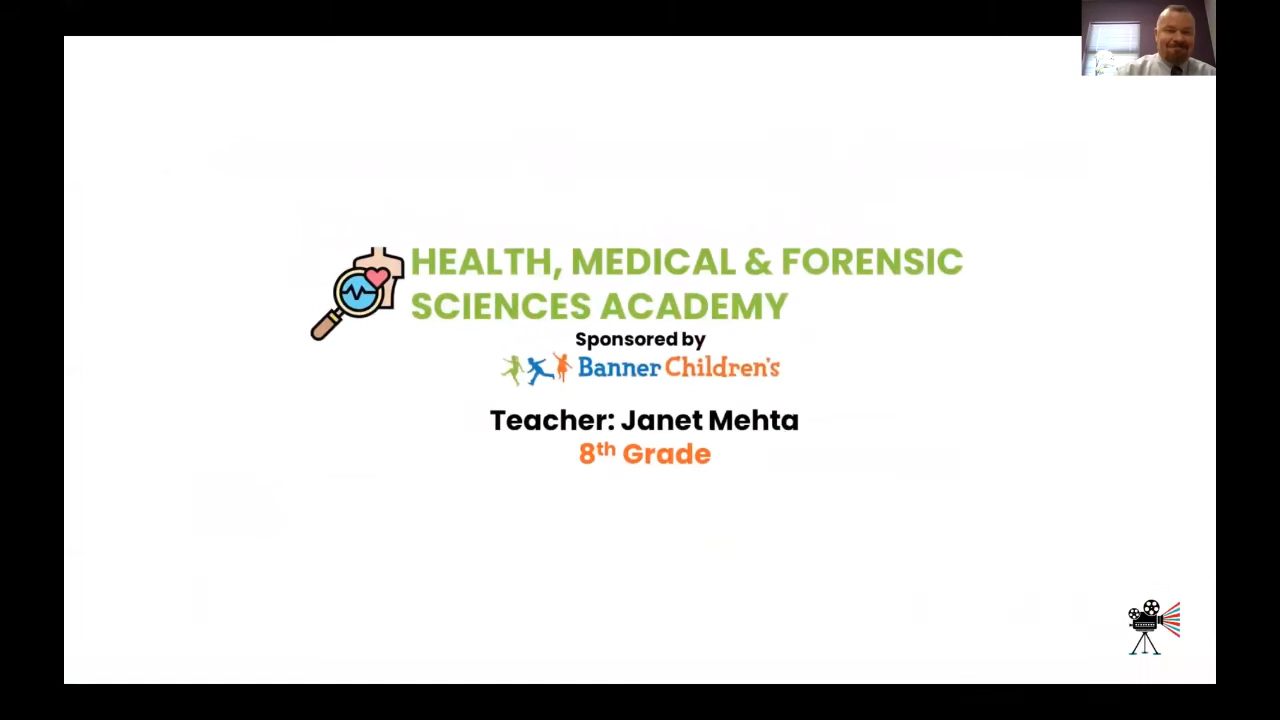 HEALTH, MEDICAL & FORENSIC
SCIENCES ACADEMY
Sponsored by
Banner Children's
Teacher: Janet Mehta
8th Grade